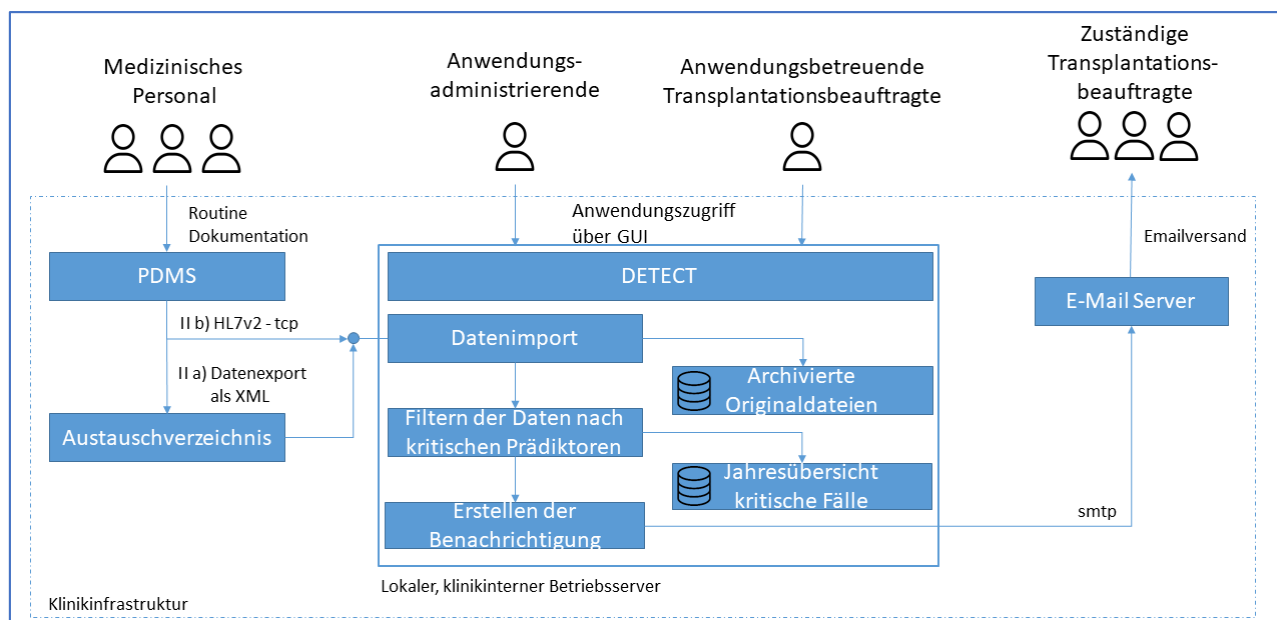 Medizinisches
Personal
Anwendungs-
administrierende
Anwendungsbetreuende
Transplantationsbeauftragte
Zuständige
Transplantations-
beauftragte
Routine
Dokumentation
Anwendungszugriff
über GUI
Emailversand
PDMS
DETECT
E-Mail Server
II b) HL7v2 - tcp
Datenimport
II a) Datenexport
als XML
Archivierte
Originaldateien
Austauschverzeichnis
Filtern der Daten nach
kritischen Prädiktoren
Jahresübersicht
kritische Fälle
Erstellen der
Benachrichtigung
smtp
Lokaler, klinikinterner Betriebsserver
Klinikinfrastruktur